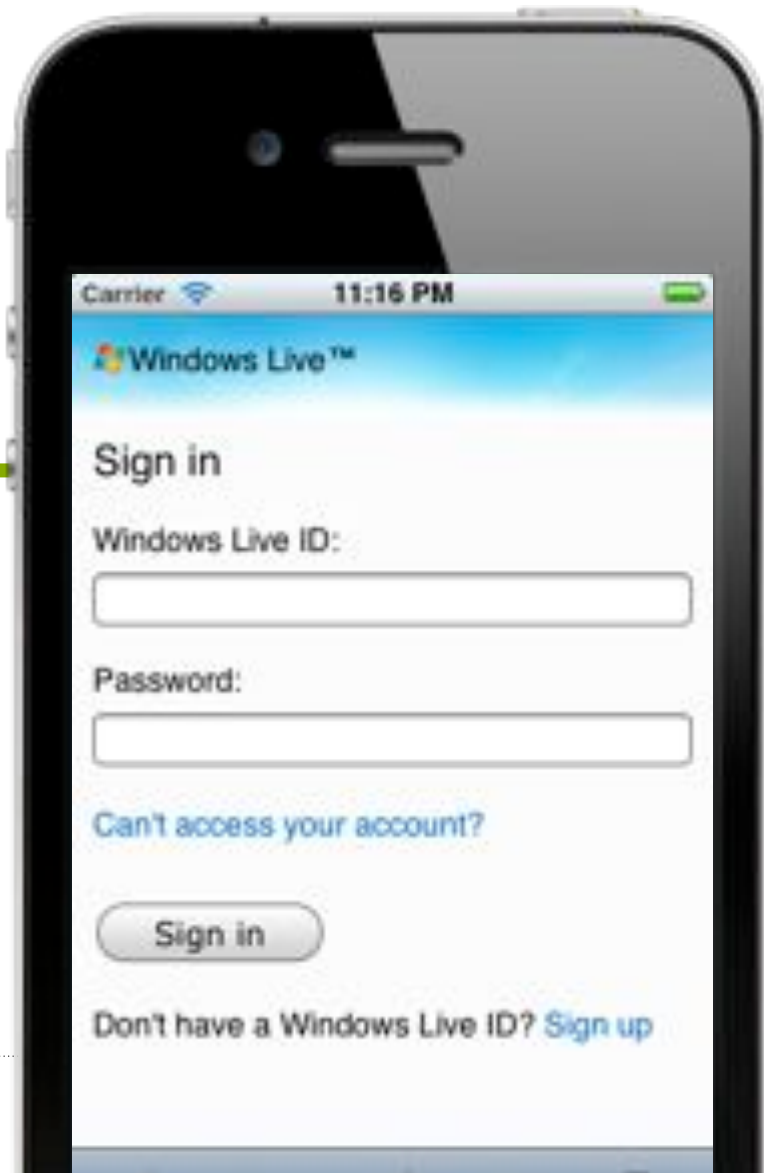 Carrier 11:16 PM
Windows Live™
Sign in
Windows Live ID:
Password:
Can't access your account?
Sign in
Don't have a Windows Live ID? Sign up